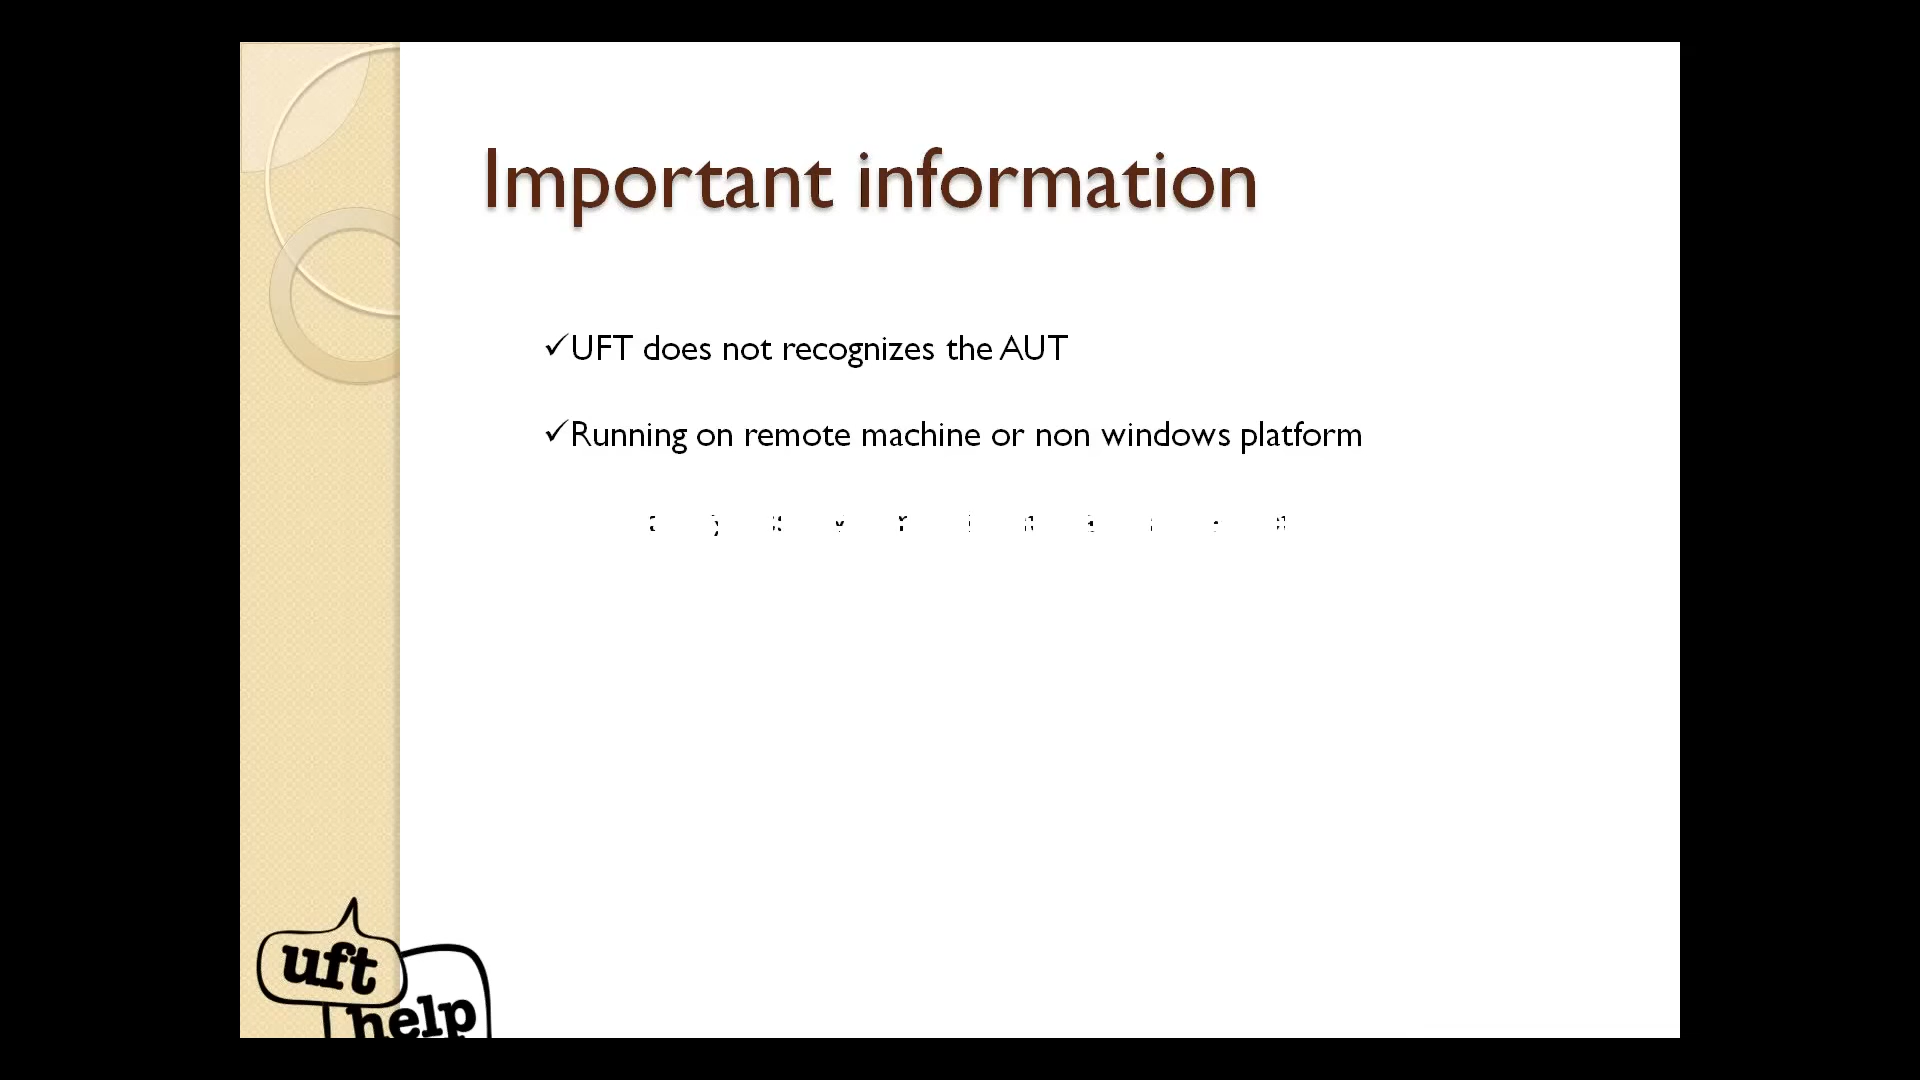 Important information
✓UFT does not recognizes the AUT
✓Running on remote machine or non windows platform
uft
help